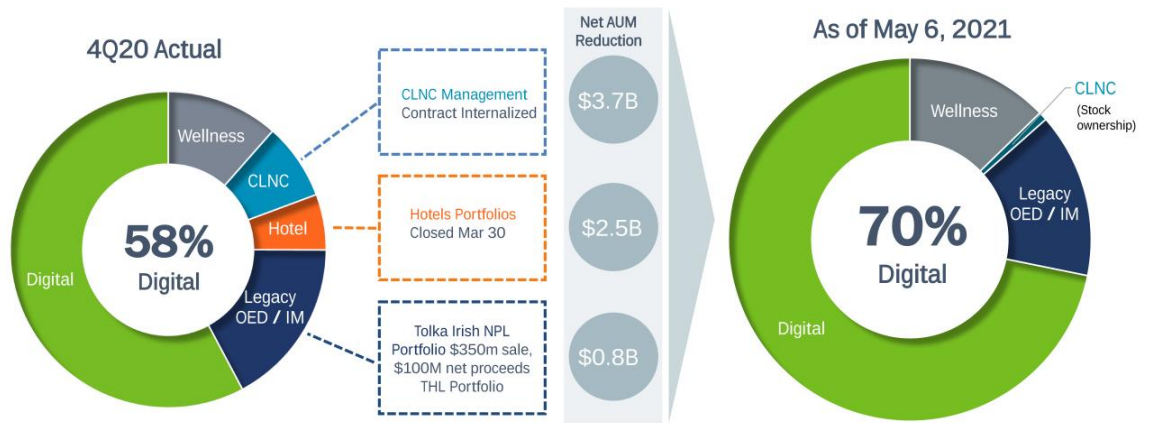 4Q20 Actual
Wellness
CLNC
Hotel
58%
Digital
Digital
Legacy
OED / IM
CLNC Management
Contract Internalized
Hotels Portfolios
Closed Mar 30
Tolka Irish NPL
Portfolio $350m sale,
$100M net proceeds
THL Portfolio
Net AUM
Reduction
$3.7B
$2.5B
$0.8B
As of May 6, 2021
Wellness
CLNC
(Stock
ownership)
Legacy
OED / IM
70%
Digital
Digital